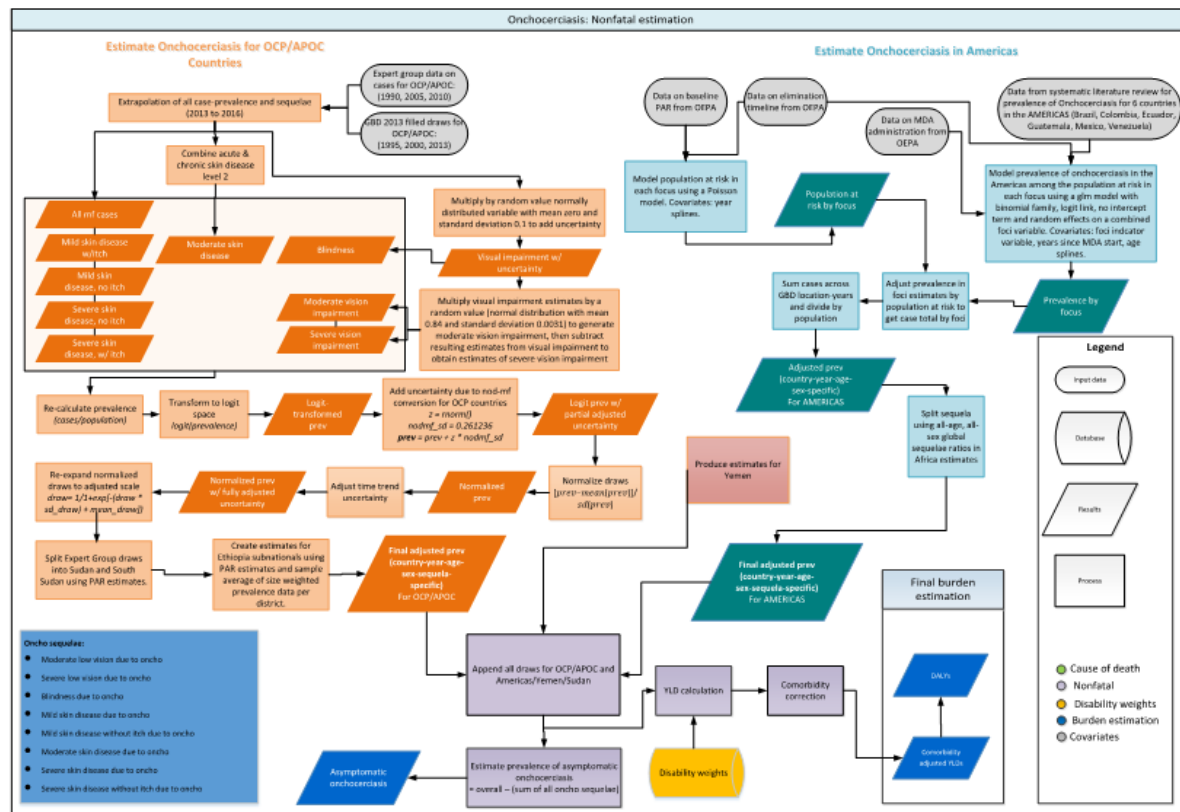 Onchocerciasis: Nonfatal estimation
Estimate Onchocerciasis for OCP/APOC
Countries
Expert group data on
cases for OCP/APOC:
(1990, 2005, 2010)
Extrapolation of all case-prevalence and sequelae
(2013 to 2016)
GBD 2013 filled draws for
OCP/APOC:
(1995, 2000, 2013)
Combine acute &
chronic skin disease
level 2
Multiply by random value normally
distributed variable with mean zero and
standard deviation 0.1 to add uncertainty
All mf cases
Mild skin disease
w/itch
Mild skin
disease, no itch
Severe skin
disease, no itch
Severe skin
disease, w/ itch
Moderate skin
disease
Blindness
Moderate vision
impairment
Severe vision
impairment
Visual impairment w/
uncertainty
Multiply visual impairment estimates by a
random value (normal distribution with mean
0.84 and standard deviation 0.0031) to generate
moderate vision impairment, then subtract
resulting estimates from visual impairment to
obtain estimates of severe vision impairment
Re-calculate prevalence
(cases/population)
Transform to logit
space
logit(prevalence)
Logit-
transformed
prev
Add uncertainty due to nod-mf
conversion for OCP countries
z = rnorm()
nodmf_sd = 0.261236
prev = prev + z * nodmf_sd
Logit prev w/
partial adjusted
uncertainty
Normalize draws
[prev-mean(prev)]/
sd(prev)
Normalized
prev
Adjust time trend
uncertainty
Normalized prev
w/ fully adjusted
uncertainty
Re-expand normalized
draws to adjusted scale
draw= 1/1+exp[-(draw *
sd_draw) + mean_draw])
Split Expert Group draws
into Sudan and South
Sudan using PAR estimates.
Create estimates for
Ethiopia subnationals using
PAR estimates and sample
average of size weighted
prevalence data per
district.
Final adjusted prev
(country-year-age-
sex-sequela-
specific)
For OCP/APOC
Estimate Onchocerciasis in Americas
Data on baseline
PAR from OEPA
Data on elimination
timeline from OEPA
Data on MDA
administration from
OEPA
Data from systematic literature review for
prevalence of Onchocerciasis for 6 countries
in the AMERICAS (Brazil, Colombia, Ecuador,
Guatemala, Mexico, Venezuela)
Model population at risk
in each focus using a Poisson
model. Covariates: year
splines.
Population at
risk by focus
Model prevalence of onchocerciasis in the
Americas among the population at risk in
each focus using a glm model with
binomial family, logit link, no intercept
term and random effects on a combined
foci variable. Covariates: foci indcator
variable, years since MDA start, age
splines.
Sum cases across
GBD location-years
and divide by
population
Adjust prevalence in
foci estimates by
population at risk to
get case total by foci
Prevalence by
focus
Adjusted prev
(country-year-age-
sex-specific)
For AMERICAS
Split sequela
using all-age, all-
sex global
sequelae ratios in
Africa estimates
Produce estimates for
Yemen
Final adjusted prev
(country-year-age-
sex-sequela-specific)
For AMERICAS
Append all draws for OCP/APOC and
Americas/Yemen/Sudan
YLD calculation
Comorbidity
correction
Estimate prevalence of asymptomatic
onchocerciasis
= overall – (sum of all oncho sequelae)
Asymptomatic
onchocerciasis
Disability weights
Final burden
estimation
DALYs
Comorbidity
adjusted YLDs
Oncho sequelae:
Moderate low vision due to oncho
Severe low vision due to oncho
Blindness due to oncho
Mild skin disease due to oncho
Mild skin disease without itch due to oncho
Moderate skin disease due to oncho
Severe skin disease due to oncho
Severe skin disease without itch due to oncho
Legend
Input data
Database
Results
Process
Cause of death
Nonfatal
Disability weights
Burden estimation
Covariates